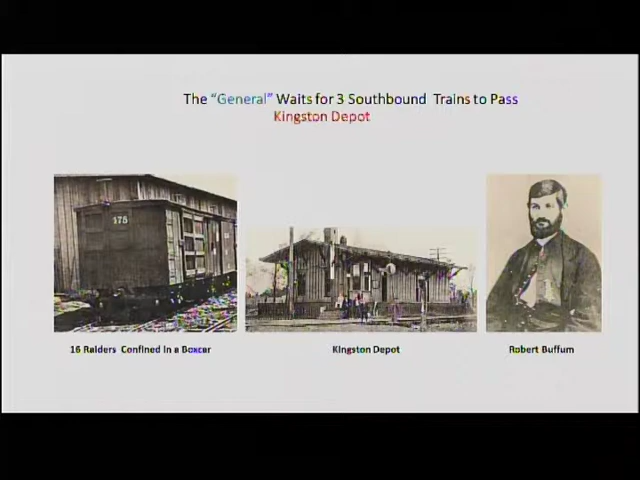 The "General" Waits for 3 Southbound Trains to Pass
Kingston Depot
175
16 Raiders Confined in a Boxcar
Kingston Depot
Robert Buffum